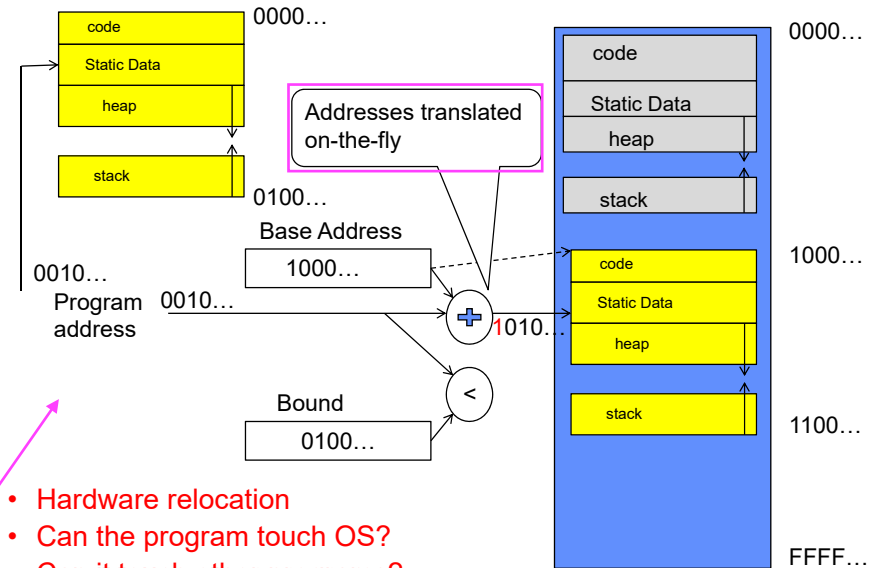 code
0000…
Static Data
heap
stack
0100…
Addresses translated
on-the-fly
0000…
code
Static Data
heap
stack
Base Address
1000…
0010…
Program
address
0010…
1010…
<
Bound
0100…
1000…
code
Static Data
heap
stack
1100…
FFFF…
• Hardware relocation
• Can the program touch OS?